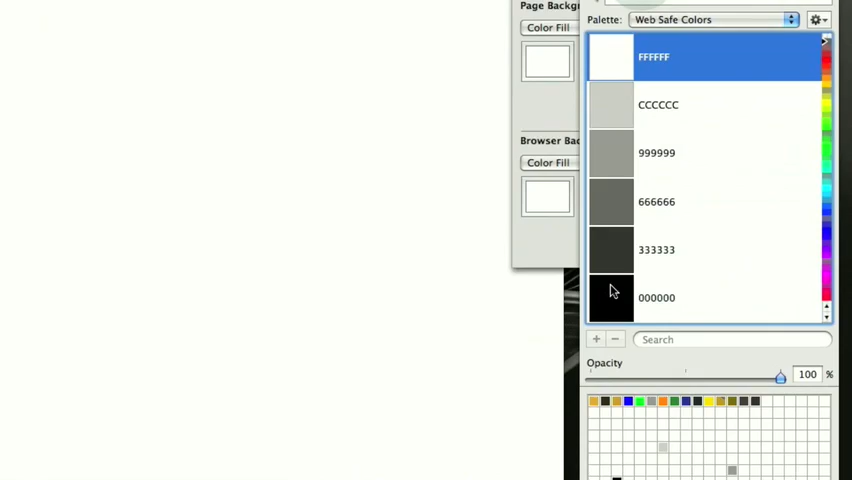 Page Backgr
Palette: Web Safe Colors
Color Fill
FFFFFF
CCCCCC
Browser Bac
999999
Color Fill
666666
333333
000000
Search
Opacity
100 %